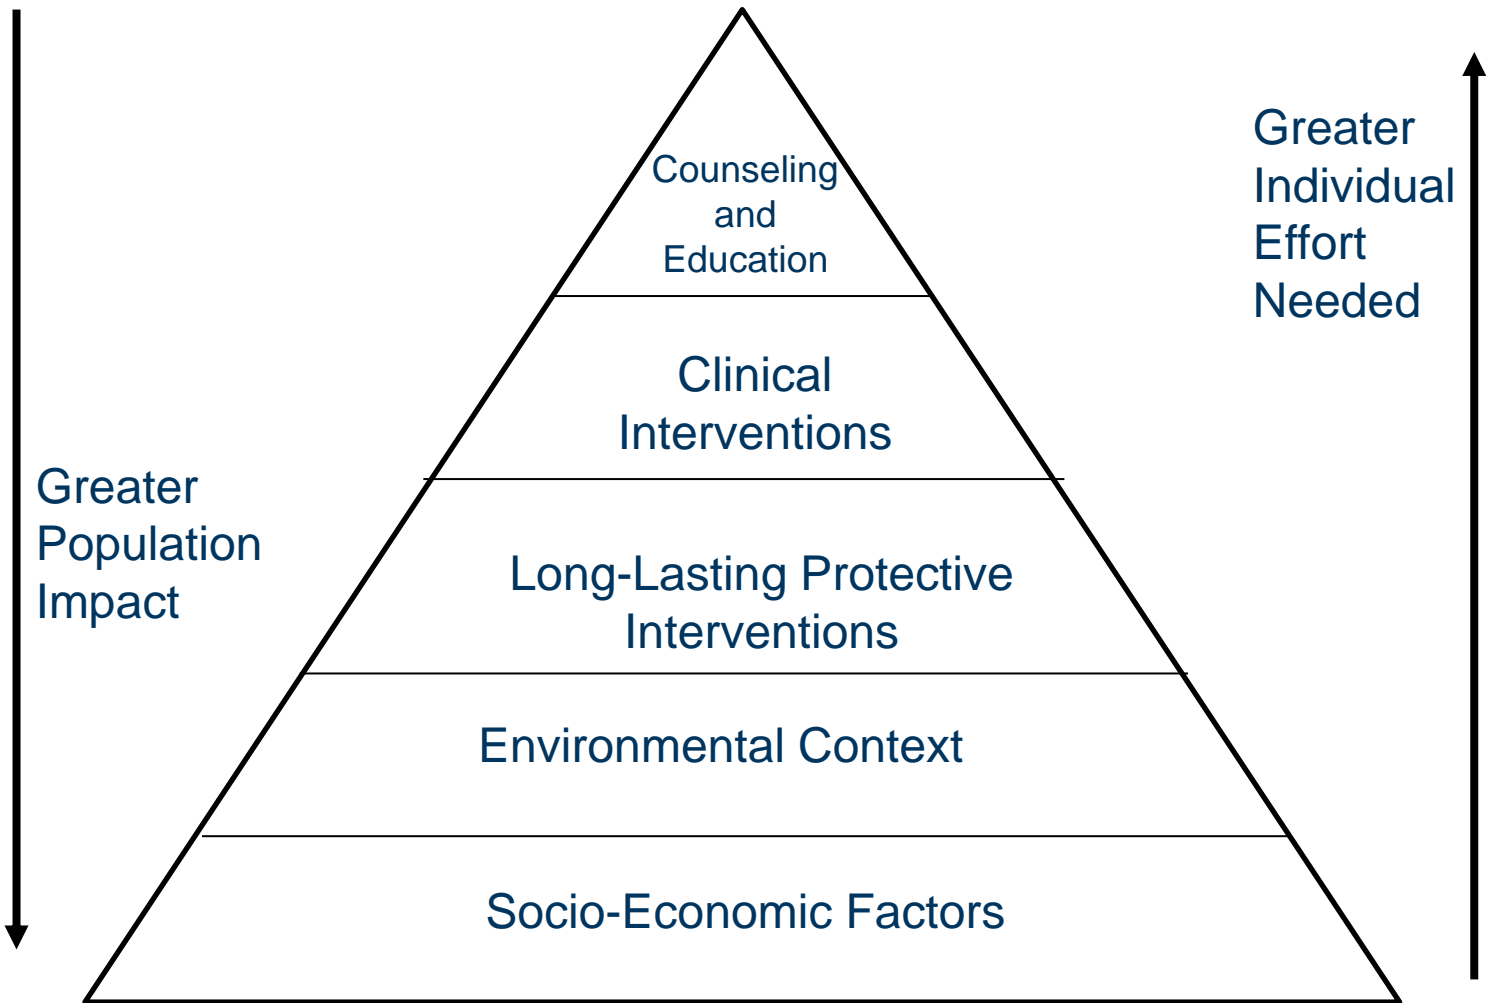 Counseling
and
Education
Greater
Individual
Effort
Needed
Clinical
Interventions
Greater
Population
Impact
Long-Lasting Protective
Interventions
Environmental Context
Socio-Economic Factors